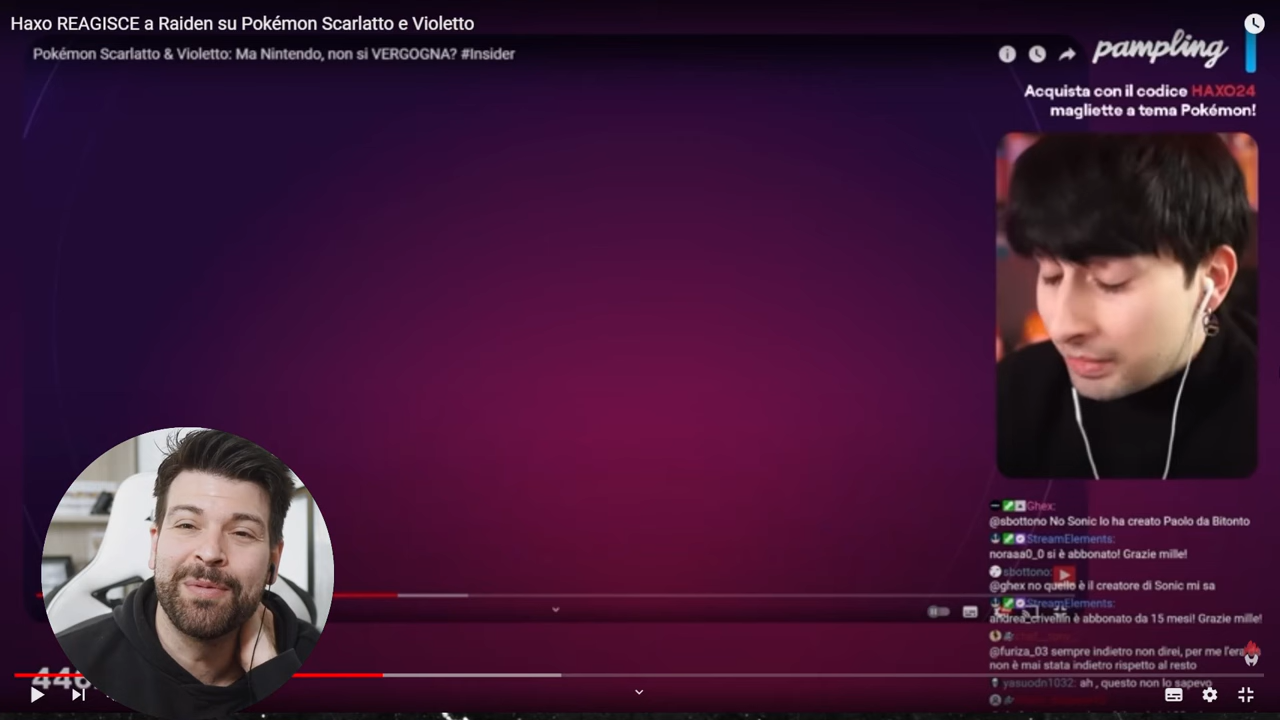 Haxo REAGISCE a Raiden su Pokémon Scarlatto e Violetto
Pokémon Scarlatto & Violetto: Ma Nintendo, non si VERGOGNA? #Insider
pampling
Acquista con il codice HAXO24
magliette a tema Pokémon!
Ghex:
@sbottono No Sonic lo ha creato Paolo da Bitonto
StreamElements:
noraaa0_0 si è abbonato! Grazie mille!
sbottono:
@ghex no quello è il creatore di Sonic mi sa
StreamElements:
andrea_crivellin è abbonato da 15 mesi! Grazie mille!
@furiza_03 sempre indietro non direi, per me l'era
non è mai stata indietro rispetto al resto
yasuodn1032: ah , questo non lo sapevo